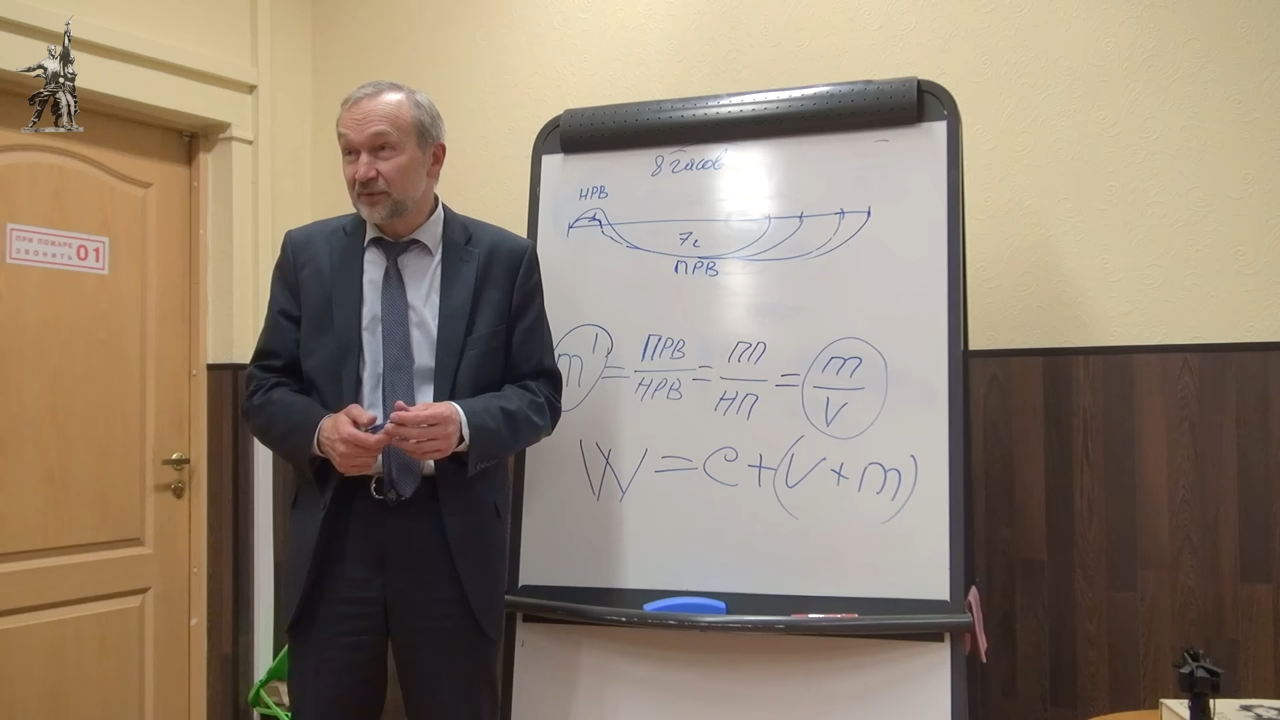 ПРИ ПОЖАРЕ
ЗВОНИТЬ 01
8 часов
НРВ
7ч
ПРВ
m' = ПРВ/НРВ = ПП/НП = m/v
W = c + (v + m)